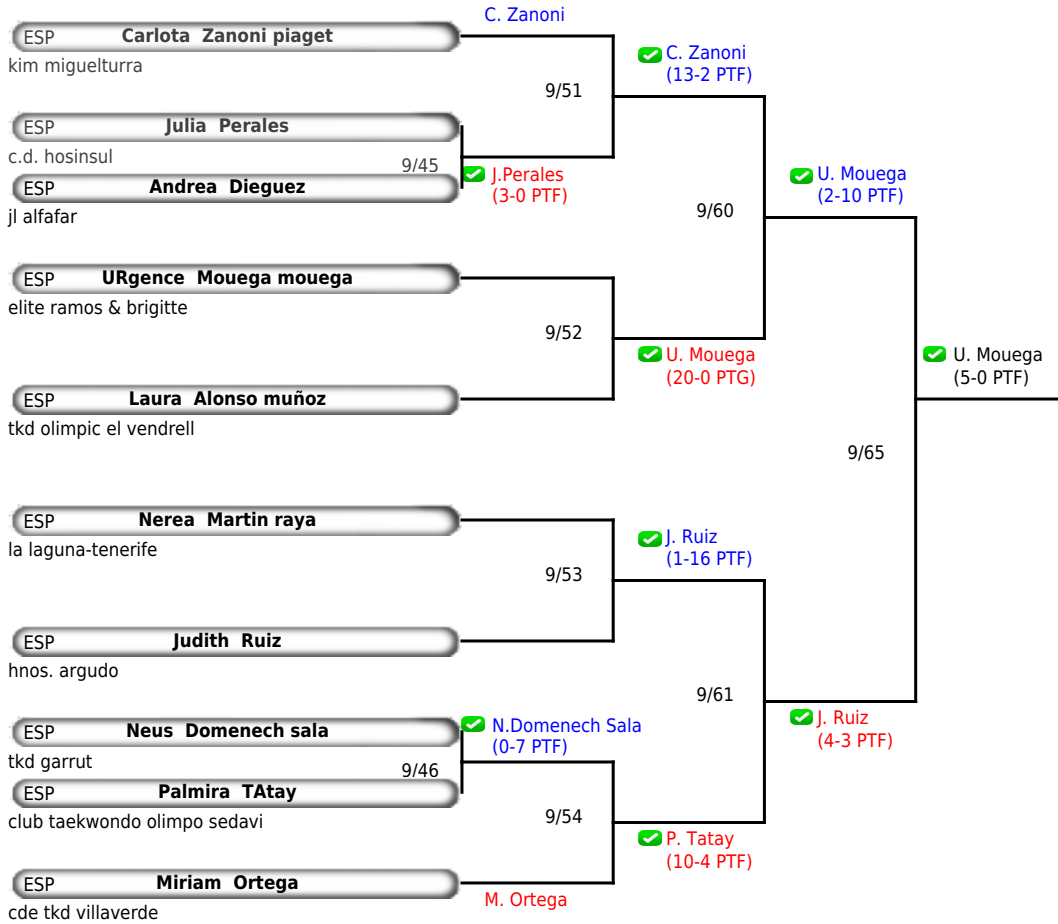 C. Zanoni
ESP Carlota Zanoni piaget
kim miguelturra
C. Zanoni
(13-2 PTF)
9/51
ESP Julia Perales
c.d. hosinsul
9/45
J.Perales
(3-0 PTF)
ESP Andrea Dieguez
jl alfafar
U. Mouega
(2-10 PTF)
9/60
ESP URgence Mouega mouega
elite ramos & brigitte
9/52
U. Mouega
(20-0 PTG)
U. Mouega
(5-0 PTF)
ESP Laura Alonso muñoz
tkd olimpic el vendrell
9/65
ESP Nerea Martin raya
la laguna-tenerife
J. Ruiz
(1-16 PTF)
9/53
ESP Judith Ruiz
hnos. argudo
9/61
J. Ruiz
(4-3 PTF)
ESP Neus Domenech sala
tkd garrut
N.Domenech Sala
(0-7 PTF)
9/46
ESP Palmira TAtay
club taekwondo olimpo sedavi
9/54
P. Tatay
(10-4 PTF)
ESP Miriam Ortega
cde tkd villaverde
M. Ortega